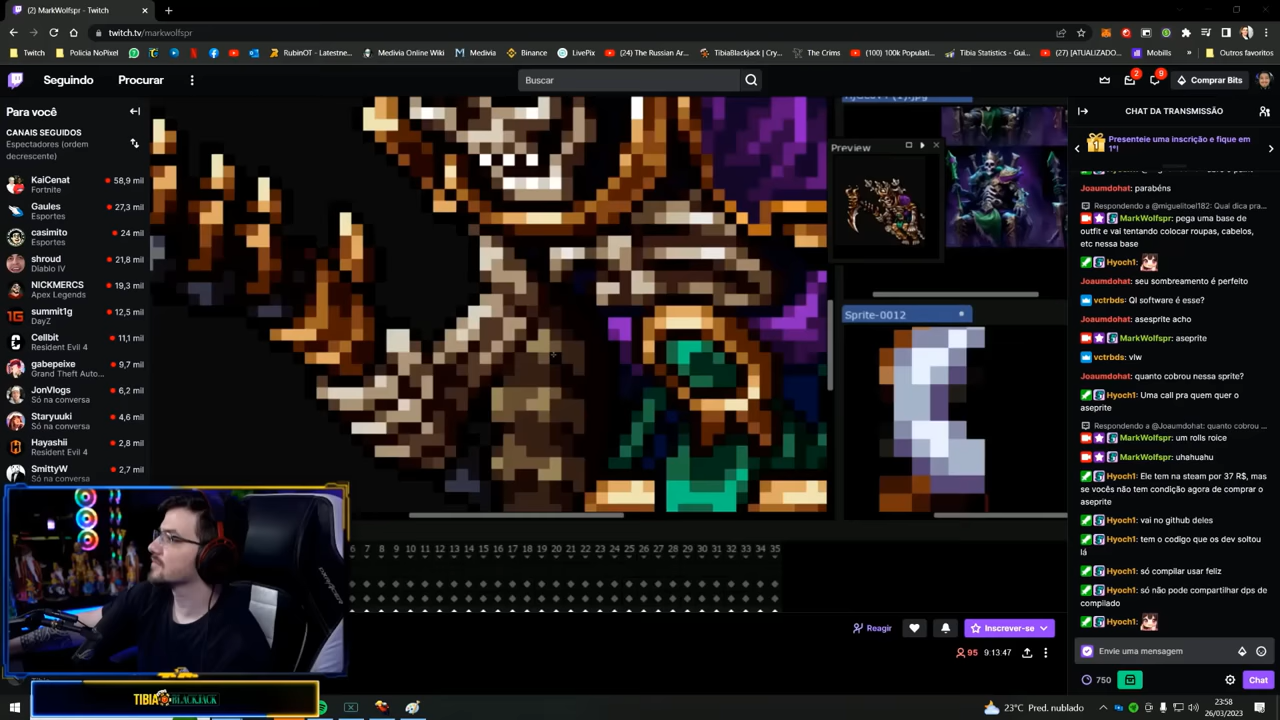 (2) MarkWolfspr - Twitch
twitch.tv/markwolfspr
Twitch
Policia NoPixel
RubinOT - Latestne...
Medivia Online Wiki
Medivia
Binance
LivePix
(24) The Russian Ar...
TibiaBlackjack | Cry...
The Crims
(100) 100k Populati...
Tibia Statistics - Gui...
(27) [ATUALIZADO...
Mobills
Outros favoritos
Seguindo
Procurar
Buscar
2
9
Comprar Bits
Para você
CANAIS SEGUIDOS
Espectadores (ordem
decrescente)
KaiCenat
58,9 mil
Fortnite
Gaules
27,3 mil
Esportes
casimito
24 mil
Esportes
shroud
21,8 mil
Diablo IV
NICKMERCS
19,3 mil
Apex Legends
summit1g
12,5 mil
DayZ
Cellbit
11,1 mil
Resident Evil 4
gabepeixe
9,7 mil
Grand Theft Auto...
JonVlogs
6,2 mil
Só na conversa
Staryuuki
4,6 mil
Só na conversa
Hayashii
2,8 mil
Resident Evil 4
SmittyW
2,7 mil
Só na conversa
Preview
Sprite-0012
6 7 8 9 10 11 12 13 14 15 16 17 18 19 20 21 22 23 24 25 26 27 28 29 30 31 32 33 34 35
Reagir
Inscrever-se
95
9:13:47
CHAT DA TRANSMISSÃO
Presenteie uma inscrição e fique em
1º!
Joaumdohat: parabéns
Respondendo a @miguelitoel182: Qual dica pra...
MarkWolfspr: pega uma base de
outfit e vai tentando colocar roupas, cabelos,
etc nessa base
Hyoch1:
Joaumdohat: seu sombreamento é perfeito
vctrbds: QI software é esse?
Joaumdohat: asesprite acho
MarkWolfspr: aseprite
vctrbds: vlw
Joaumdohat: quanto cobrou nessa sprite?
Hyoch1: Uma call pra quem quer o
aseprite
Respondendo a @Joaumdohat: quanto cobrou ...
MarkWolfspr: um rolls roice
MarkWolfspr: uhahuahu
Hyoch1: Ele tem na steam por 37 R$, mas
se vocês não tem condição agora de comprar o
aseprite
Hyoch1: vai no github deles
Hyoch1: tem o codigo que os dev soltou
lá
Hyoch1: só compilar usar feliz
Hyoch1: só não pode compartilhar dps de
compilado
Hyoch1:
Envie uma mensagem
750
Chat
TIBIA BLACKJACK
23°C Pred. nublado
23:58
26/03/2023